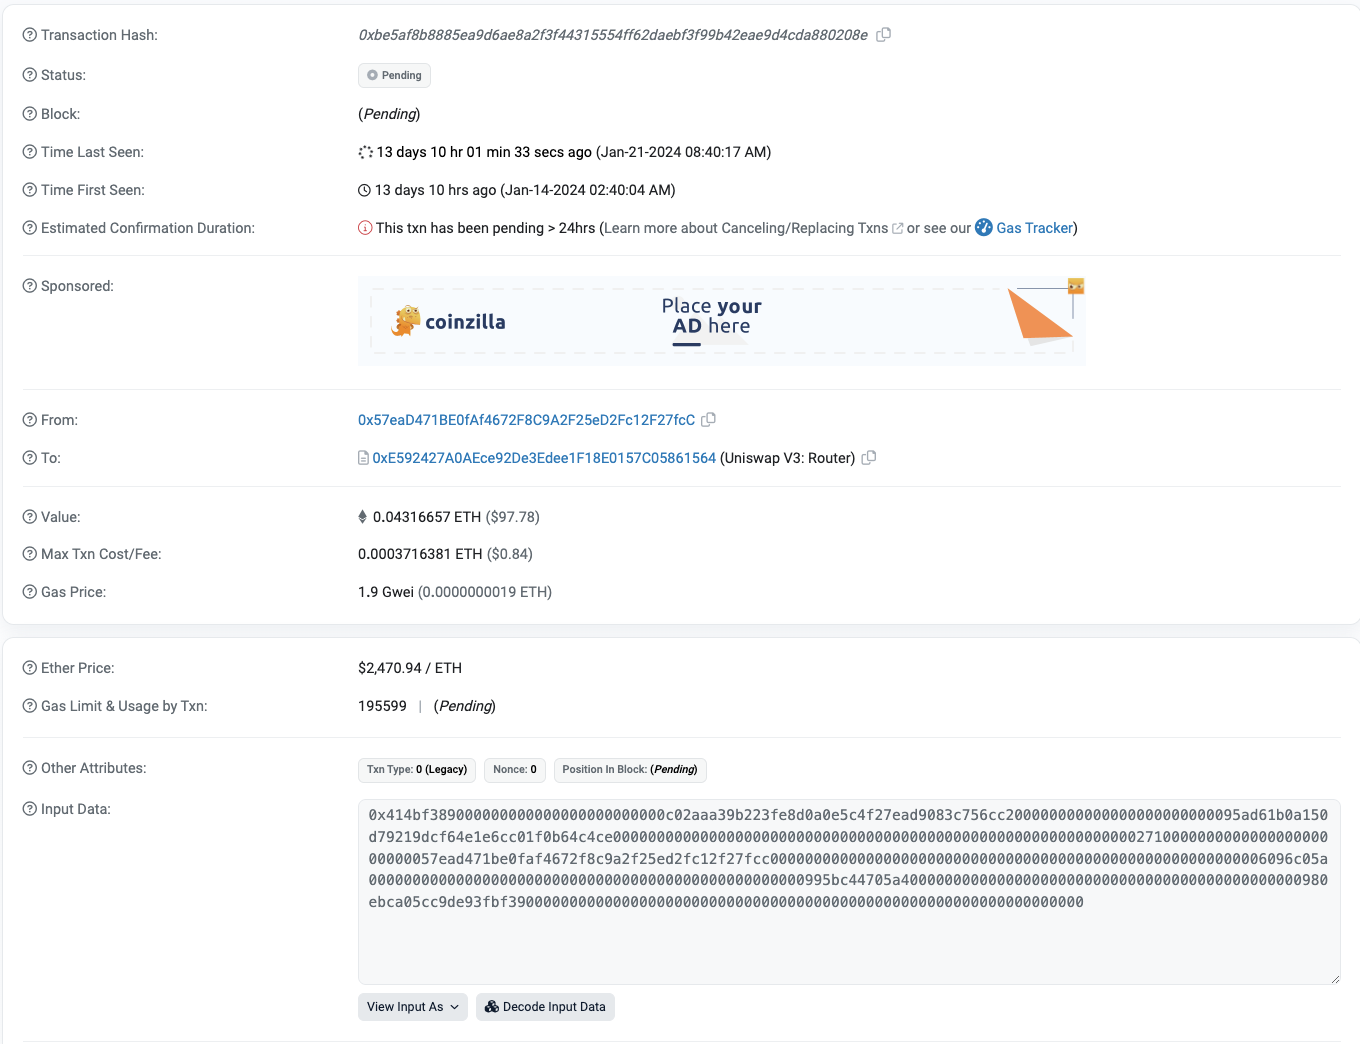 Transaction Hash: 0xbe5af8b8885ea9d6ae8a2f3f44315554ff62daebf3f99b42eae9d4cda880208e
Status: Pending
Block: (Pending)
Time Last Seen: 13 days 10 hr 01 min 33 secs ago (Jan-21-2024 08:40:17 AM)
Time First Seen: 13 days 10 hrs ago (Jan-14-2024 02:40:04 AM)
Estimated Confirmation Duration: This txn has been pending > 24hrs (Learn more about Canceling/Replacing Txns or see our Gas Tracker)
Sponsored:
coinzilla
Place your
AD here
From: 0x57eaD471BE0fAf4672F8C9A2F25eD2Fc12F27fcC
To: 0xE592427A0AEce92De3Edee1F18E0157C05861564 (Uniswap V3: Router)
Value: 0.04316657 ETH ($97.78)
Max Txn Cost/Fee: 0.0003716381 ETH ($0.84)
Gas Price: 1.9 Gwei (0.0000000019 ETH)
Ether Price: $2,470.94 / ETH
Gas Limit & Usage by Txn: 195599 | (Pending)
Other Attributes: Txn Type: 0 (Legacy) Nonce: 0 Position In Block: (Pending)
Input Data:
View Input As Decode Input Data